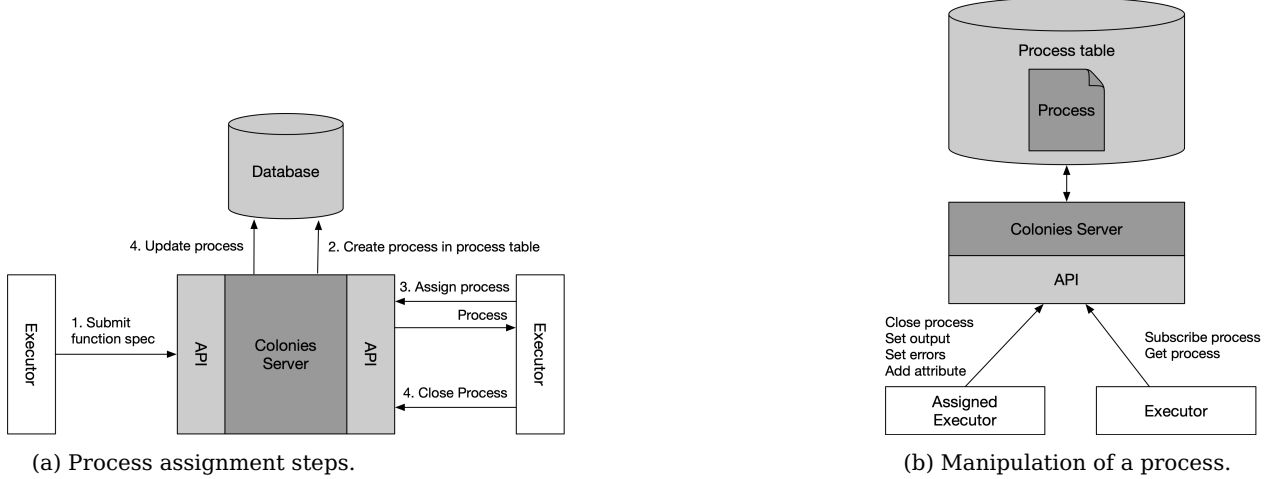 Database
4. Update process
2. Create process in process table
Executor
1. Submit
function spec
API
Colonies
Server
API
3. Assign process
Process
4. Close Process
Executor
(a) Process assignment steps.
Process table
Process
Colonies Server
API
Close process
Set output
Set errors
Add attribute
Subscribe process
Get process
Assigned
Executor
Executor
(b) Manipulation of a process.